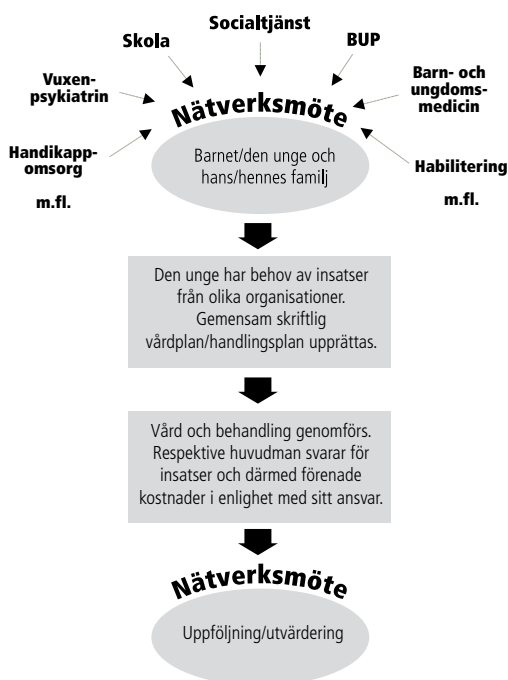 Socialtjänst
Skola
BUP
Vuxen-
psykiatrin
Barn- och
ungdoms-
medicin
Handikapp-
omsorg
m.fl.
Habilitering
m.fl.
Nätverksmöte
Barnet/den unge och
hans/hennes familj
Den unge har behov av insatser
från olika organisationer.
Gemensam skriftlig
vårdplan/handlingsplan upprättas.
Vård och behandling genomförs.
Respektive huvudman svarar för
insatser och därmed förenade
kostnader i enlighet med sitt ansvar.
Nätverksmöte
Uppföljning/utvärdering